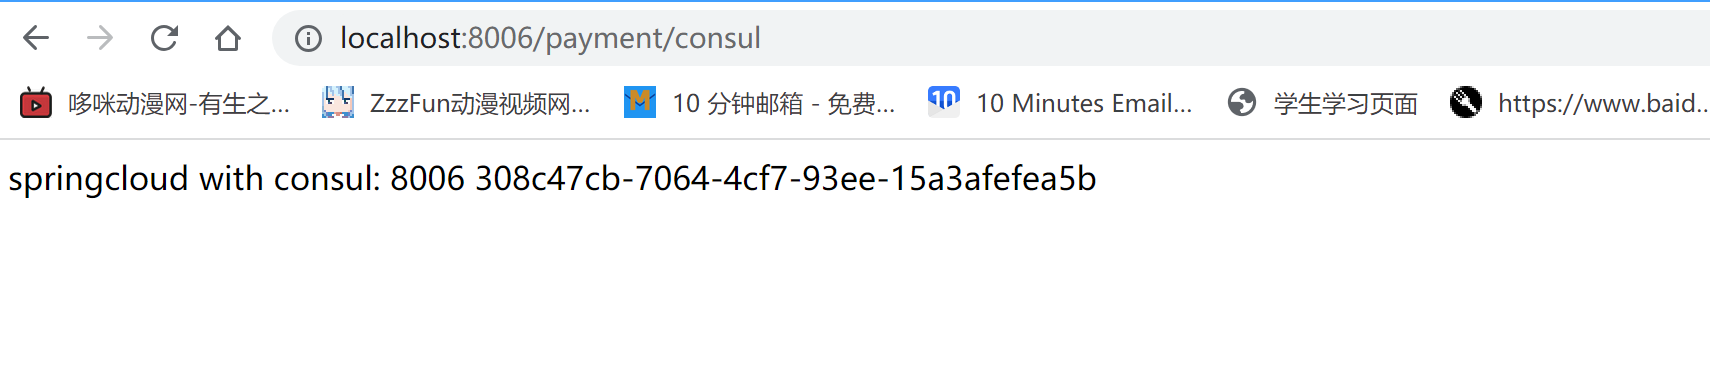 localhost:8006/payment/consul
哆咪动漫网-有生之... ZzzFun动漫视频网... 10 分钟邮箱 - 免费... 10 Minutes Email... 学生学习页面 https://www.baid...
springcloud with consul: 8006 308c47cb-7064-4cf7-93ee-15a3afefea5b